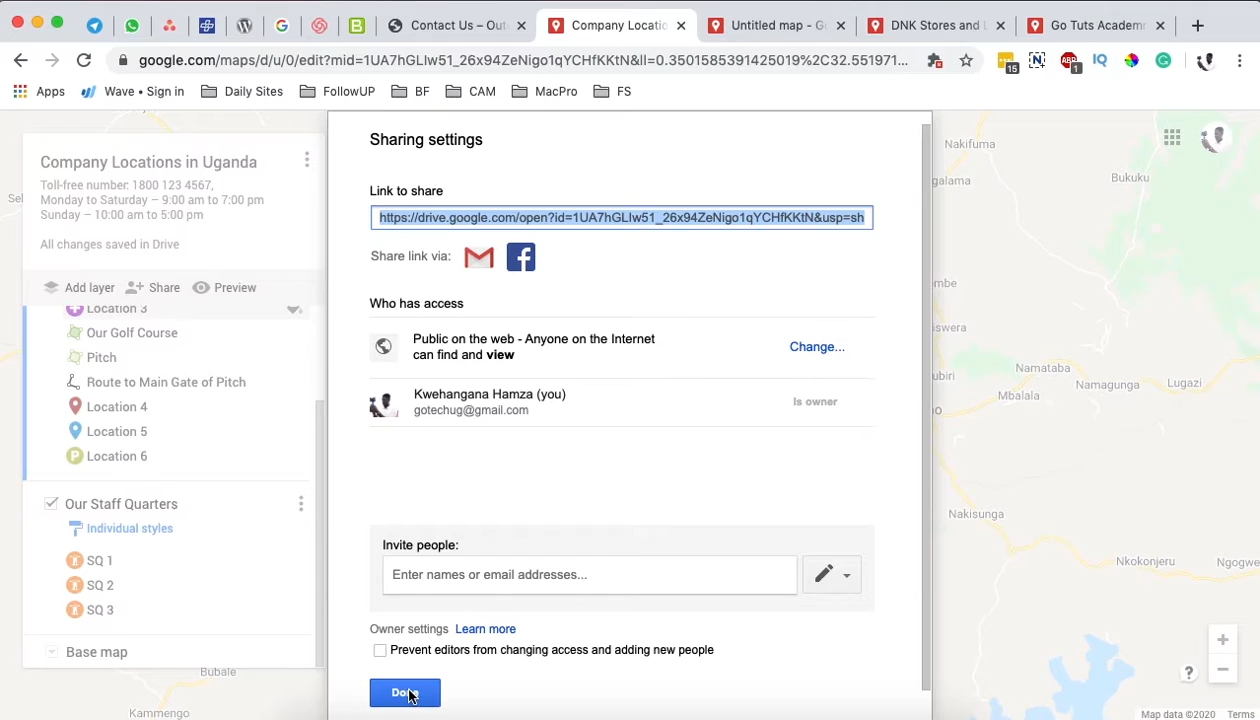 Contact Us – Out
Company Locatio
Untitled map - Go
DNK Stores and L
Go Tuts Academ
google.com/maps/d/u/0/edit?mid=1UA7hGLIw51_26x94ZeNigo1qYCHfKKtN&ll=0.3501585391425019%2C32.551971...
15
1
IQ
Apps
Wave • Sign in
Daily Sites
FollowUP
BF
CAM
MacPro
FS
Company Locations in Uganda
Toll-free number: 1800 123 4567,
Monday to Saturday – 9:00 am to 7:00 pm
Sunday – 10:00 am to 5:00 pm
All changes saved in Drive
Add layer
Share
Preview
Location 3
Our Golf Course
Pitch
Route to Main Gate of Pitch
Location 4
Location 5
Location 6
Our Staff Quarters
Individual styles
SQ 1
SQ 2
SQ 3
Base map
Bubale
Kammengo
Sharing settings
Link to share
https://drive.google.com/open?id=1UA7hGLIw51_26x94ZeNigo1qYCHfKKtN&usp=sh
Share link via:
Who has access
Public on the web - Anyone on the Internet
can find and view
Change...
Kwehangana Hamza (you)
gotechug@gmail.com
Is owner
Invite people:
Enter names or email addresses...
Owner settings Learn more
Prevent editors from changing access and adding new people
Nakifuma
galama
Bukuku
mbe
swera
ubiri
Namataba
Namagunga
Lugazi
Mbalala
Nakisunga
Nkokonjeru
Ngogwe
Map data ©2020
Terms